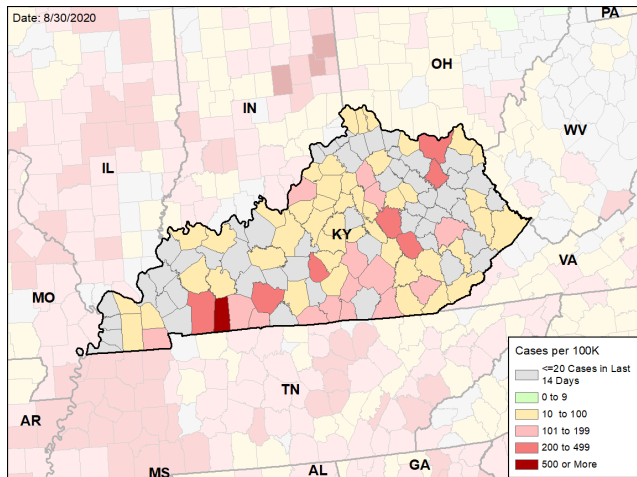 Date: 8/30/2020
PA
OH
IN
WV
IL
KY
MO
VA
TN
AR
MS
AL
GA
Cases per 100K
<=20 Cases in Last
14 Days
0 to 9
10 to 100
101 to 199
200 to 499
500 or More